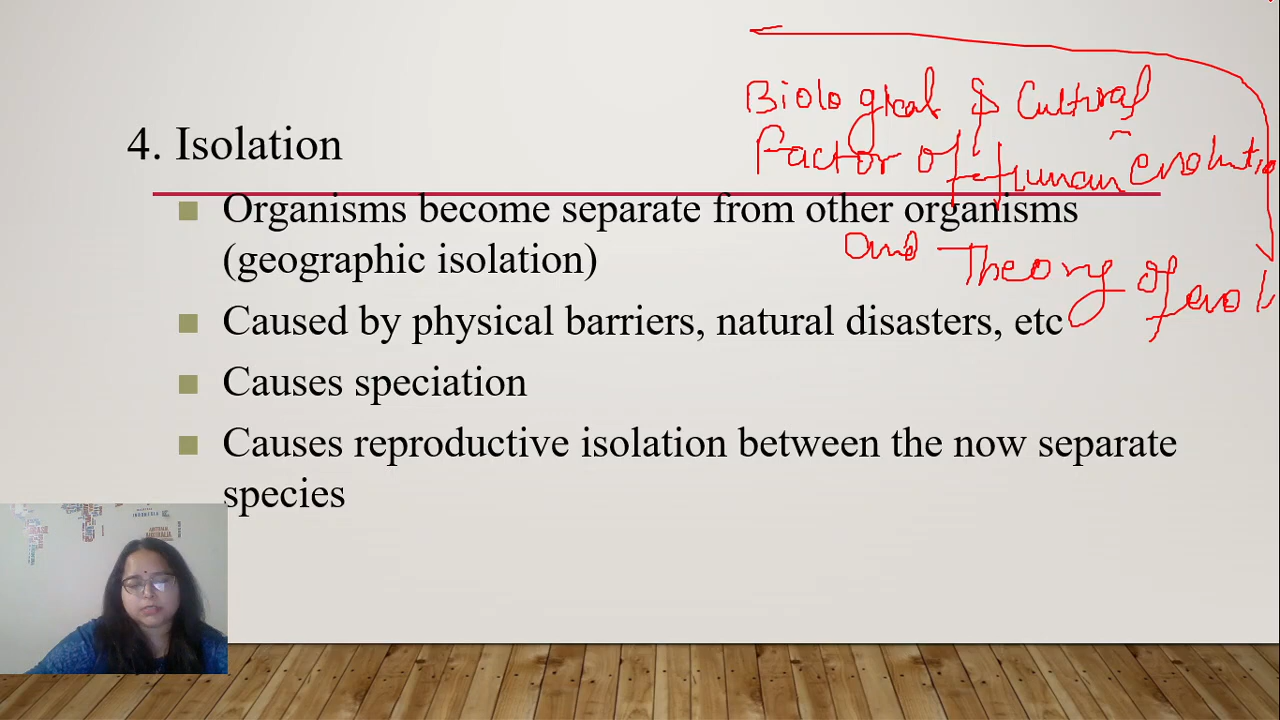 4. Isolation
Organisms become separate from other organisms
(geographic isolation)
Caused by physical barriers, natural disasters, etc
Causes speciation
Causes reproductive isolation between the now separate
species
Biological & Cultural
factor of human evolutio
and Theory of evol